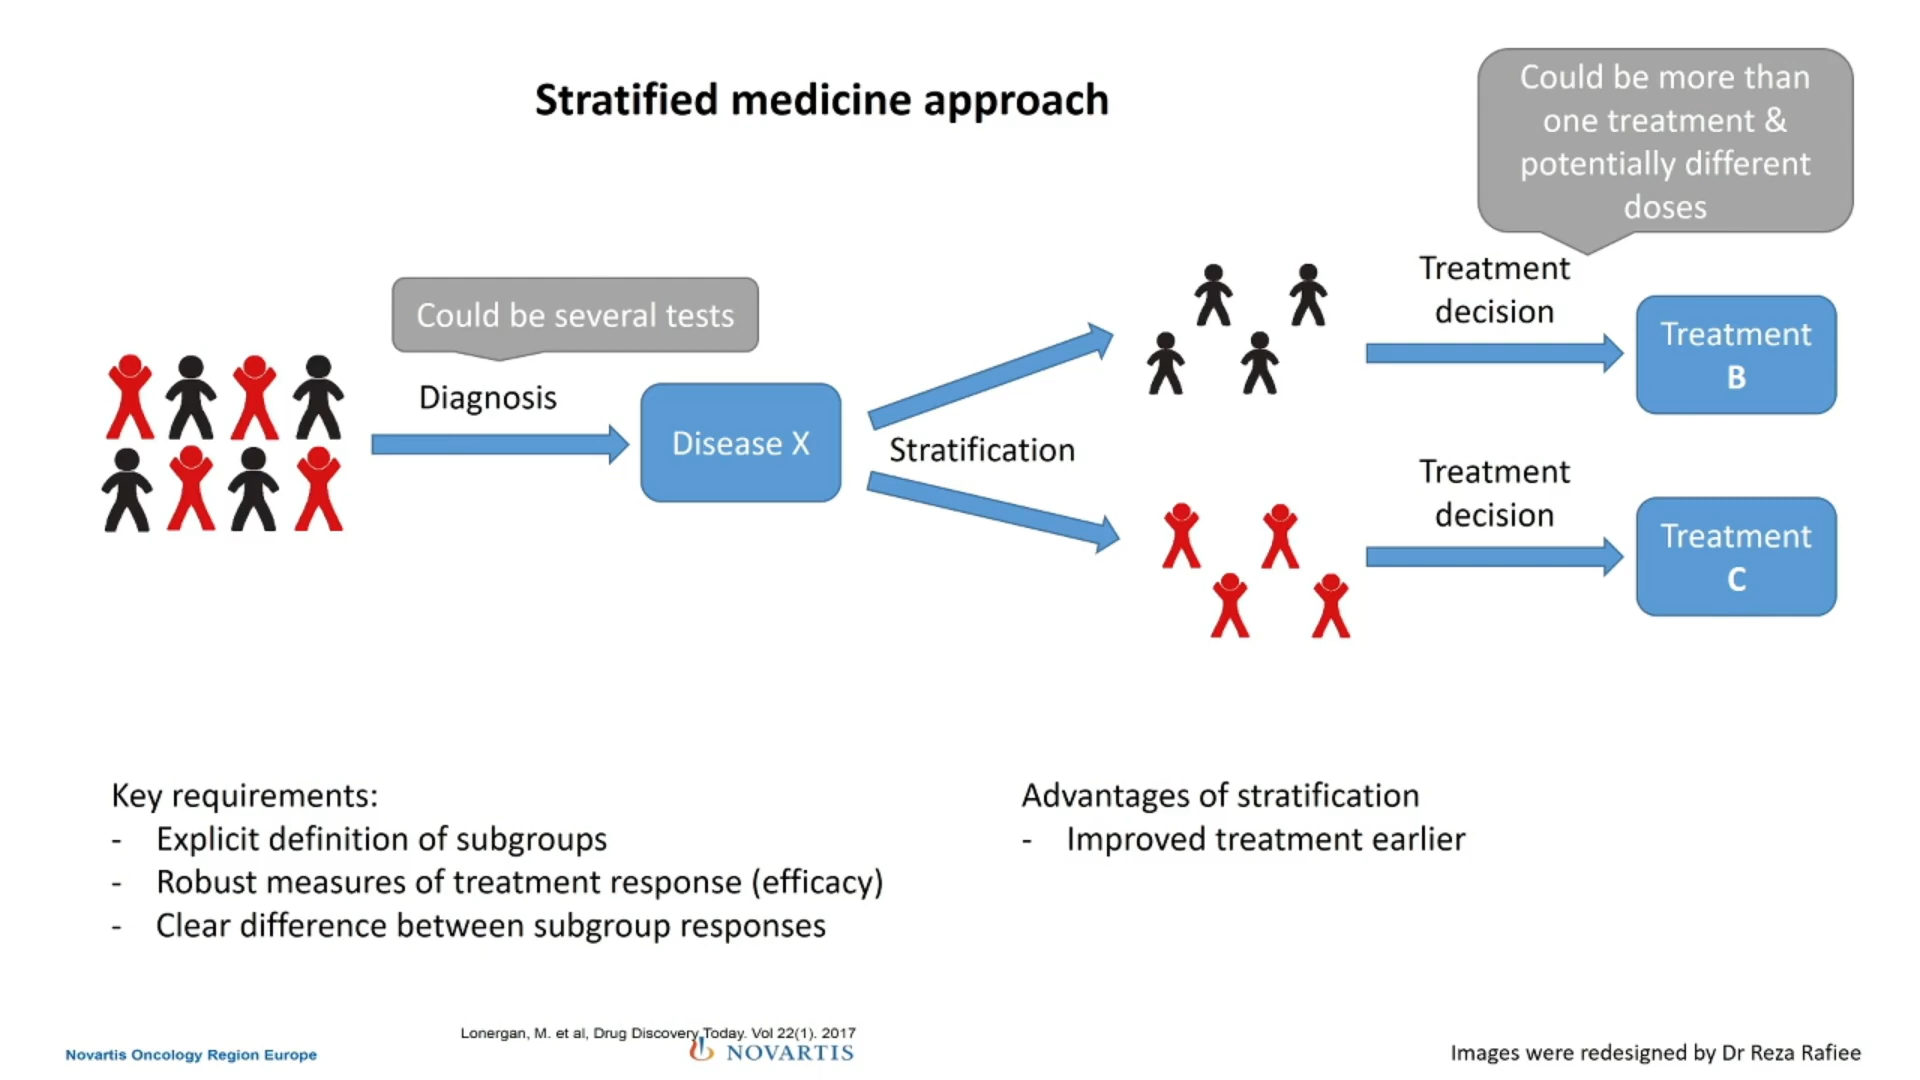 Stratified medicine approach
Could be more than
one treatment &
potentially different
doses
Could be several tests
Diagnosis
Disease X
Stratification
Treatment
decision
Treatment
B
Treatment
decision
Treatment
C
Key requirements:
- Explicit definition of subgroups
- Robust measures of treatment response (efficacy)
- Clear difference between subgroup responses
Advantages of stratification
- Improved treatment earlier
Lonergan, M. et al, Drug Discovery Today. Vol 22(1). 2017
Novartis Oncology Region Europe
NOVARTIS
Images were redesigned by Dr Reza Rafiee